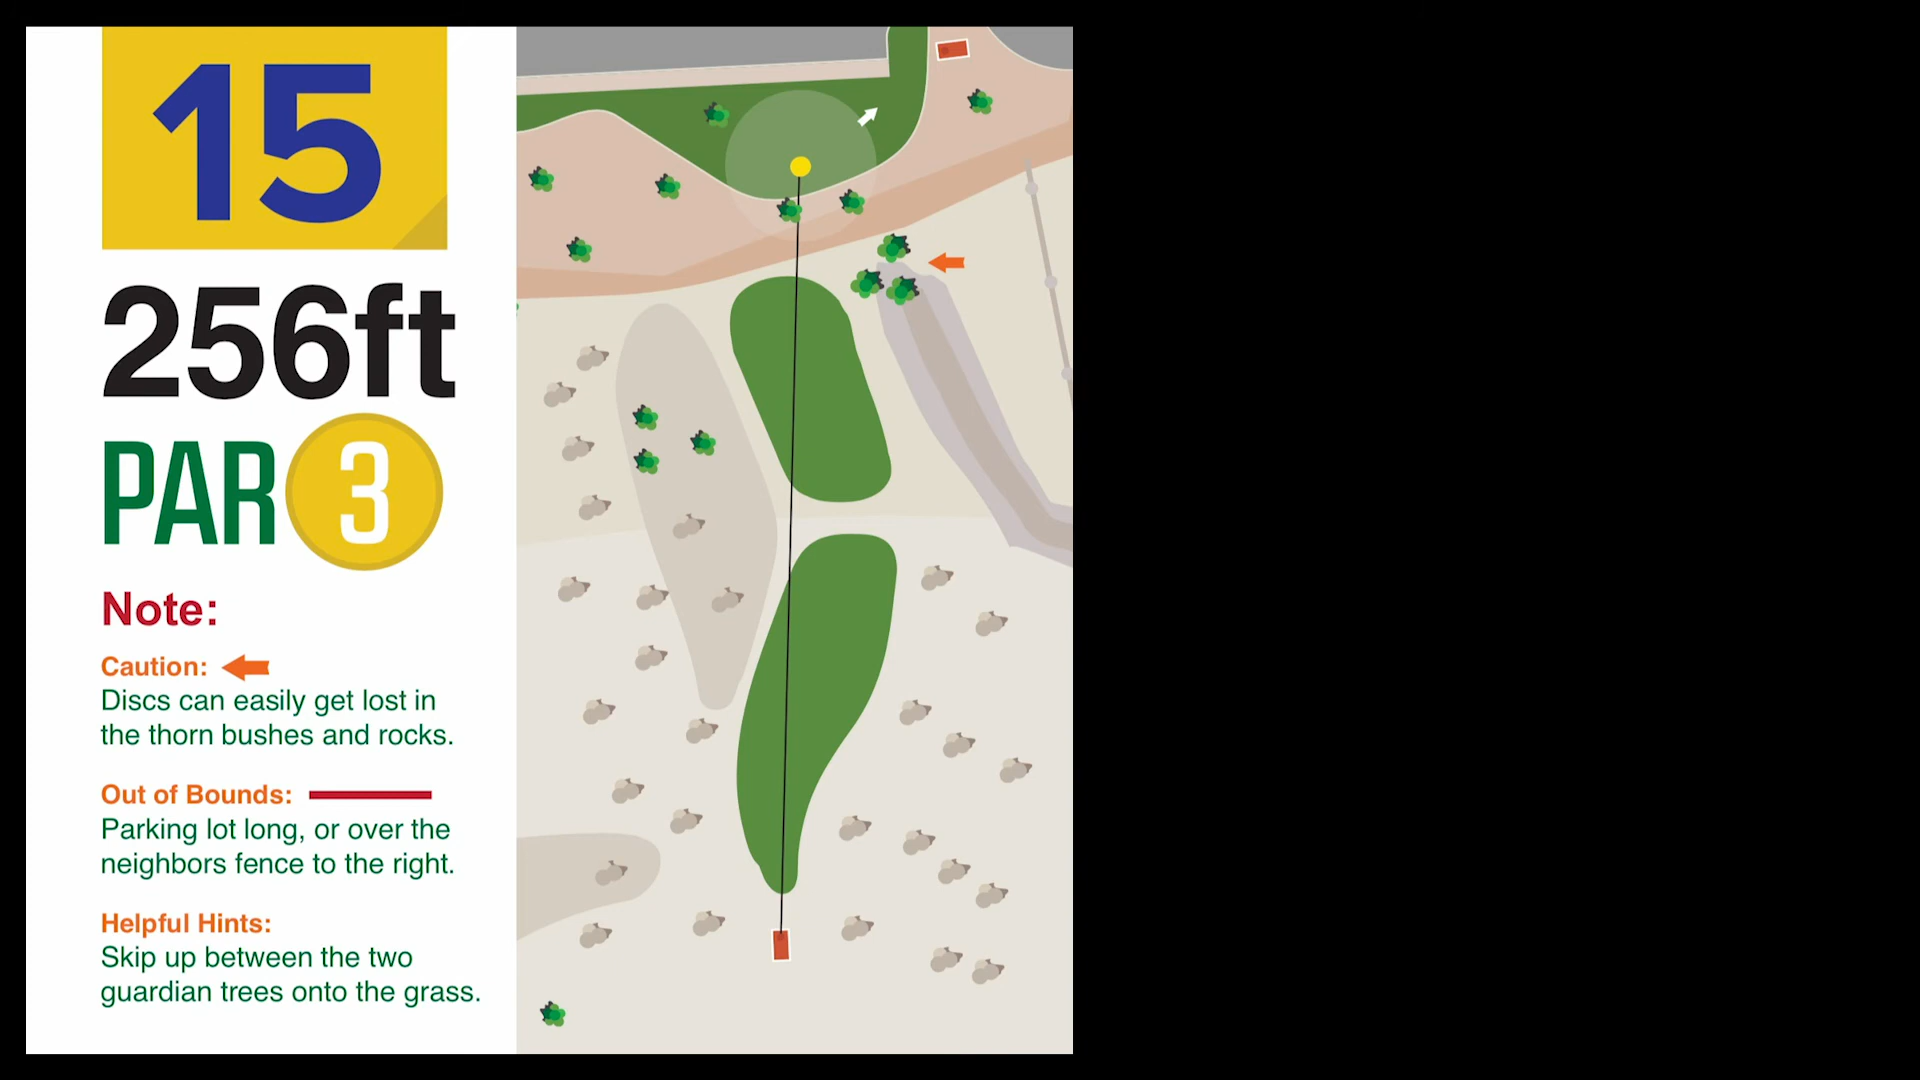 15
256ft
PAR 3
Note:
Caution:
Discs can easily get lost in
the thorn bushes and rocks.
Out of Bounds:
Parking lot long, or over the
neighbors fence to the right.
Helpful Hints:
Skip up between the two
guardian trees onto the grass.